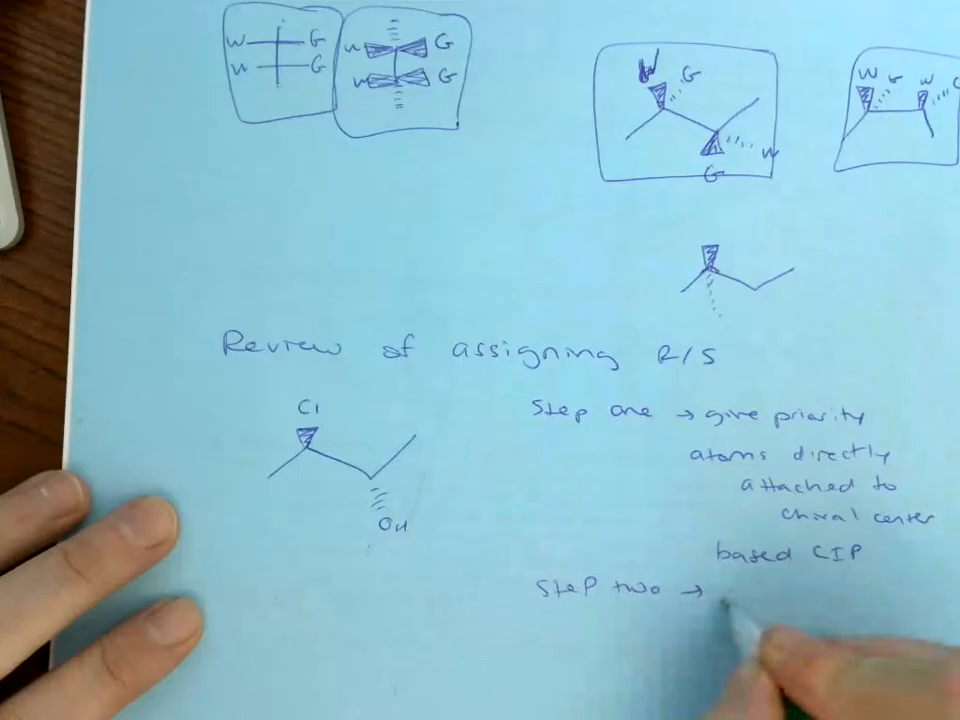 W G W G
W G W G
W G
W
G
W G W G
Review of assigning R/S
Cl
OH
Step one → give priority
atoms directly
attached to
chiral center
based CIP
Step two →